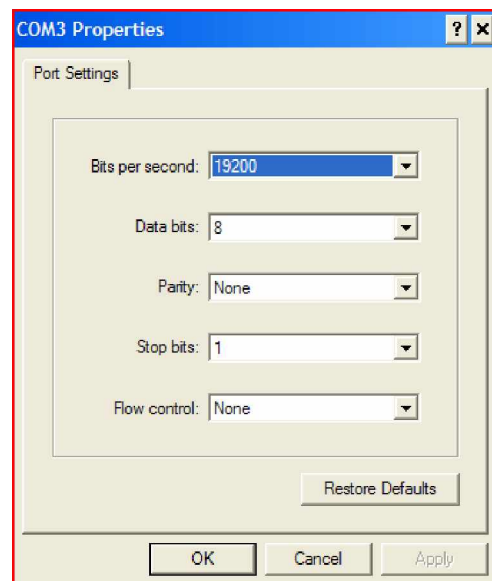 COM3 Properties
Port Settings
Bits per second: 19200
Data bits: 8
Parity: None
Stop bits: 1
Flow control: None
Restore Defaults
OK Cancel Apply